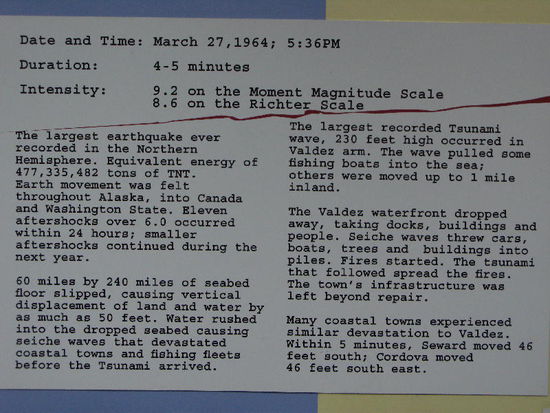 Date and Time: March 27,1964; 5:36PM
Duration: 4-5 minutes
Intensity: 9.2 on the Moment Magnitude Scale
8.6 on the Richter Scale
The largest earthquake ever
recorded in the Northern
Hemisphere. Equivalent energy of
477,335,482 tons of TNT.
Earth movement was felt
throughout Alaska, into Canada
and Washington State. Eleven
aftershocks over 6.0 occurred
within 24 hours; smaller
aftershocks continued during the
next year.
60 miles by 240 miles of seabed
floor slipped, causing vertical
displacement of land and water by
as much as 50 feet. Water rushed
into the dropped seabed causing
seiche waves that devastated
coastal towns and fishing fleets
before the Tsunami arrived.
The largest recorded Tsunami
wave, 230 feet high occurred in
Valdez arm. The wave pulled some
fishing boats into the sea;
others were moved up to 1 mile
inland.
The Valdez waterfront dropped
away, taking docks, buildings and
people. Seiche waves threw cars,
boats, trees and buildings into
piles. Fires started. The tsunami
that followed spread the fires.
The town's infrastructure was
left beyond repair.
Many coastal towns experienced
similar devastation to Valdez.
Within 5 minutes, Seward moved 46
feet south; Cordova moved
46 feet south east.